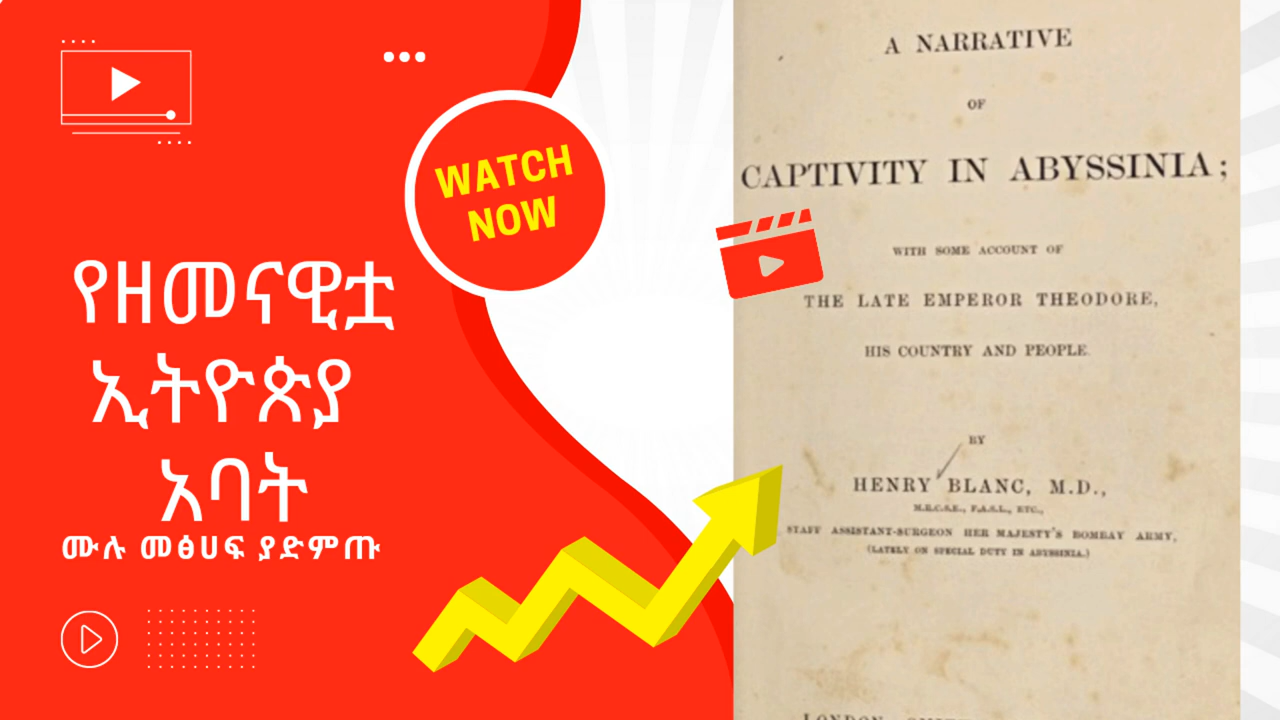 WATCH
NOW
የዘመናዊቷ
ኢትዮጵያ
አባት
ሙሉ መፅሀፍ ያድምጡ
A NARRATIVE
OF
CAPTIVITY IN ABYSSINIA;
WITH SOME ACCOUNT OF
THE LATE EMPEROR THEODORE,
HIS COUNTRY AND PEOPLE.
BY
HENRY BLANC, M.D.,
M.R.C.S.E., F.A.S.L., ETC.,
STAFF ASSISTANT-SURGEON HER MAJESTY'S BOMBAY ARMY,
(LATELY ON SPECIAL DUTY IN ABYSSINIA.)